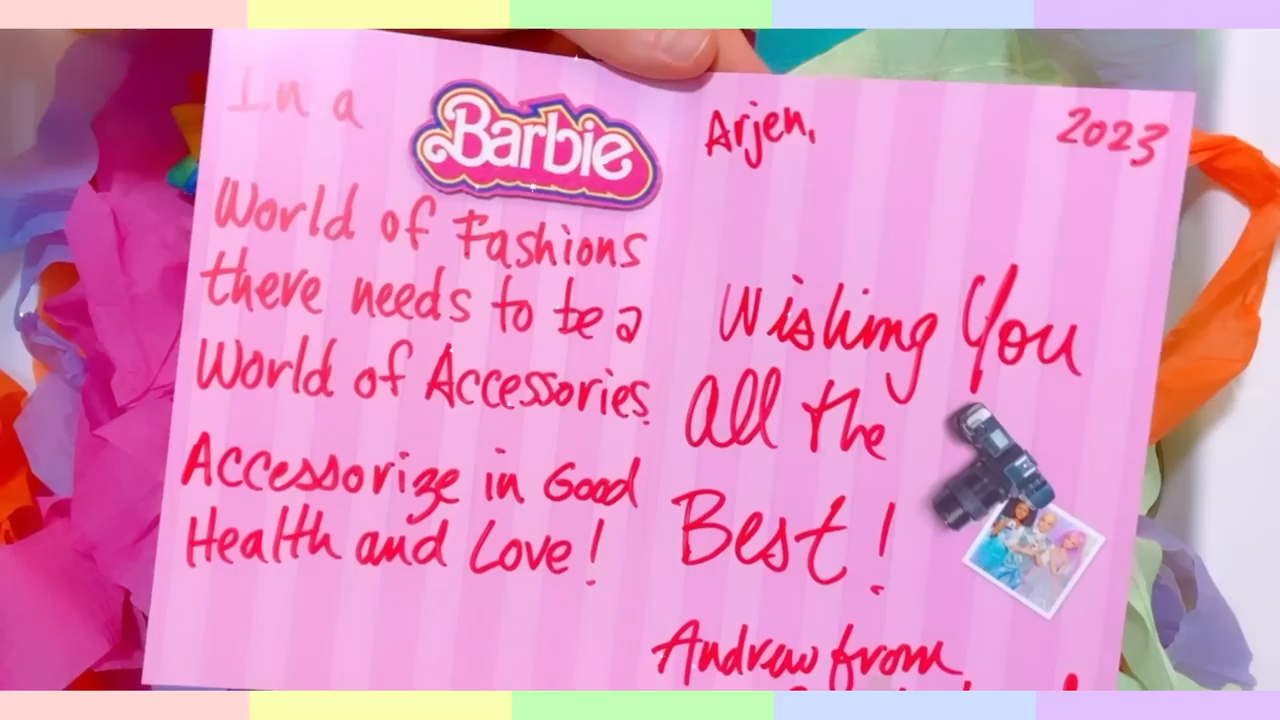 In a Barbie
World of Fashions
there needs to be a
World of Accessories.
Accessorize in Good
Health and Love!
Arjen,
2023
Wishing You
All the
Best!
Andrew from